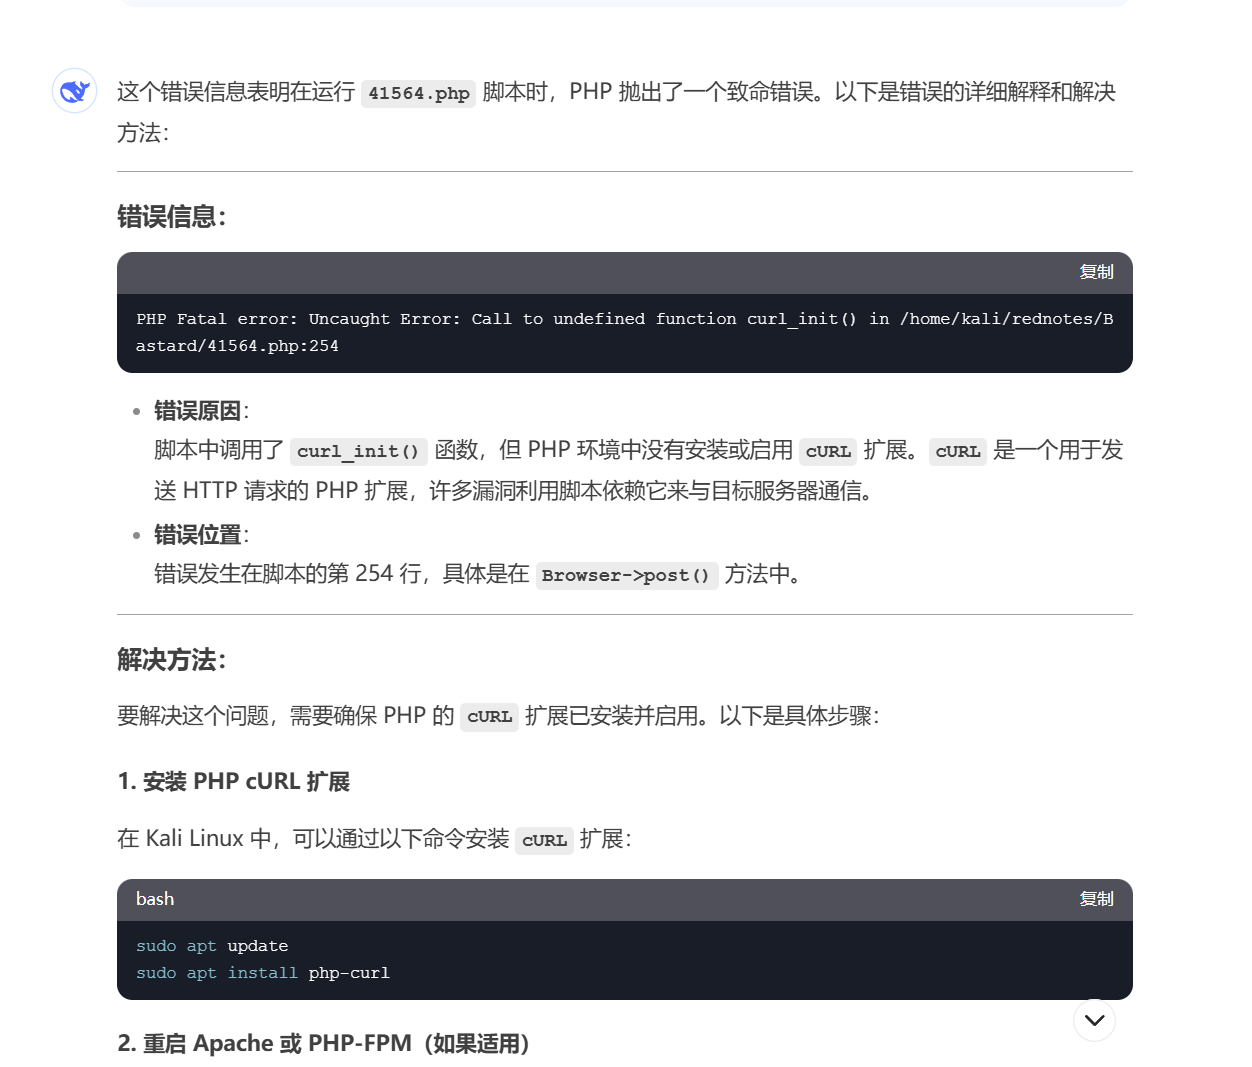 这个错误信息表明在运行 41564.php 脚本时，PHP 抛出了一个致命错误。以下是错误的详细解释和解决
方法：
错误信息：
复制
PHP Fatal error: Uncaught Error: Call to undefined function curl_init() in /home/kali/rednotes/B
astard/41564.php:254
错误原因：
脚本中调用了 curl_init() 函数，但 PHP 环境中没有安装或启用 cURL 扩展。cURL 是一个用于发
送 HTTP 请求的 PHP 扩展，许多漏洞利用脚本依赖它来与目标服务器通信。
错误位置：
错误发生在脚本的第 254 行，具体是在 Browser->post() 方法中。
解决方法：
要解决这个问题，需要确保 PHP 的 cURL 扩展已安装并启用。以下是具体步骤：
1. 安装 PHP cURL 扩展
在 Kali Linux 中，可以通过以下命令安装 cURL 扩展：
bash 复制
sudo apt update
sudo apt install php-curl
2. 重启 Apache 或 PHP-FPM（如果适用）